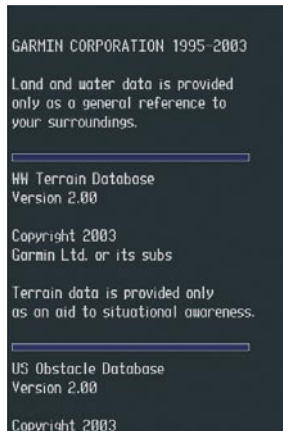 GARMIN CORPORATION 1995-2003
Land and water data is provided
only as a general reference to
your surroundings.
WW Terrain Database
Version 2.00
Copyright 2003
Garmin Ltd. or its subs
Terrain data is provided only
as an aid to situational awareness.
US Obstacle Database
Version 2.00
Copyright 2003